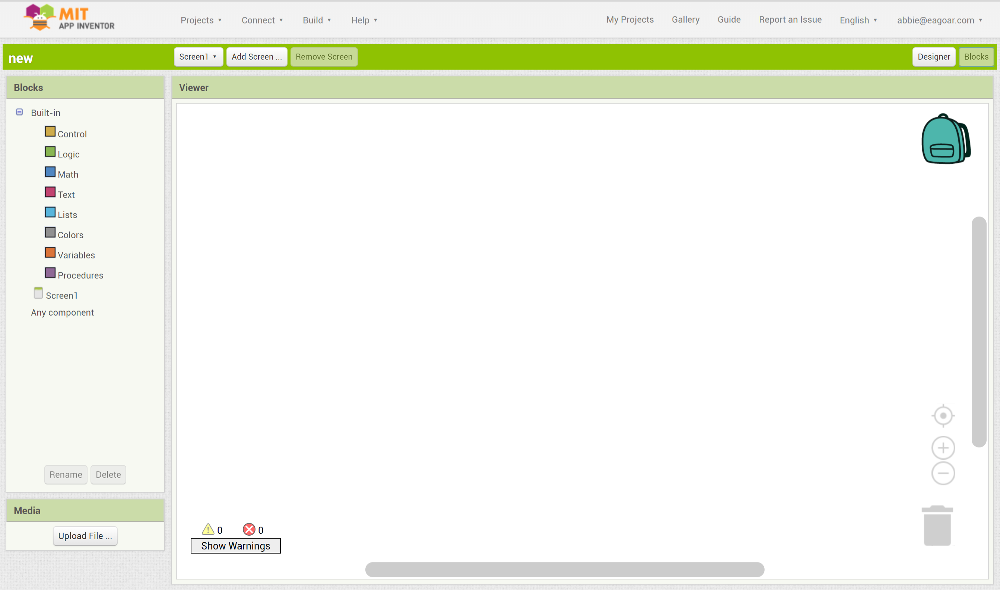 MIT
APP INVENTOR
Projects Connect Build Help My Projects Gallery Guide Report an Issue English abbie@eagoar.com
new Screen1 Add Screen ... Remove Screen Designer Blocks
Blocks
Built-in
Control
Logic
Math
Text
Lists
Colors
Variables
Procedures
Screen1
Any component
Rename Delete
Media
Upload File ...
Viewer
0 0
Show Warnings